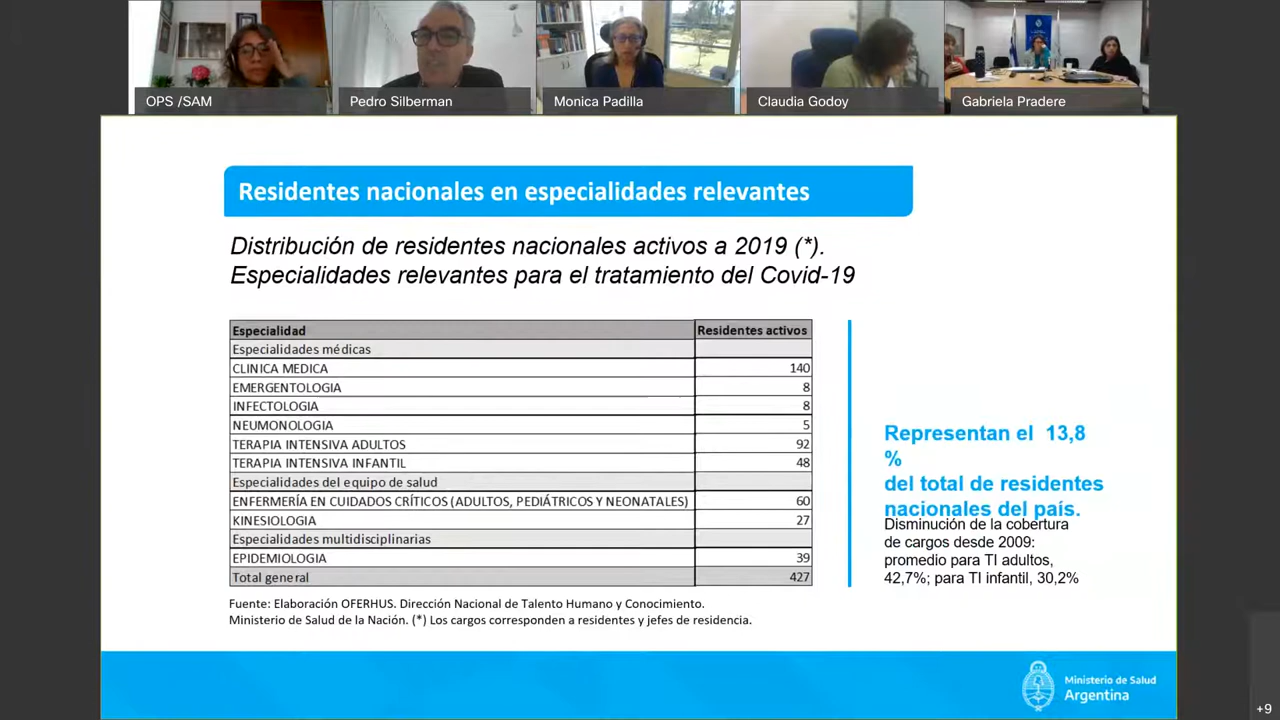 OPS /SAM
Pedro Silberman
Monica Padilla
Claudia Godoy
Gabriela Pradere
Residentes nacionales en especialidades relevantes
Distribución de residentes nacionales activos a 2019 (*).
Especialidades relevantes para el tratamiento del Covid-19
Especialidad Residentes activos
Especialidades médicas
CLINICA MEDICA 140
EMERGENTOLOGIA 8
INFECTOLOGIA 8
NEUMONOLOGIA 5
TERAPIA INTENSIVA ADULTOS 92
TERAPIA INTENSIVA INFANTIL 48
Especialidades del equipo de salud
ENFERMERÍA EN CUIDADOS CRÍTICOS (ADULTOS, PEDIÁTRICOS Y NEONATALES) 60
KINESIOLOGIA 27
Especialidades multidisciplinarias
EPIDEMIOLOGIA 39
Total general 427
Representan el 13,8
%
del total de residentes
nacionales del país.
Disminución de la cobertura
de cargos desde 2009:
promedio para TI adultos,
42,7%; para TI infantil, 30,2%
Fuente: Elaboración OFERHUS. Dirección Nacional de Talento Humano y Conocimiento.
Ministerio de Salud de la Nación. (*) Los cargos corresponden a residentes y jefes de residencia.
Ministerio de Salud
Argentina
+9